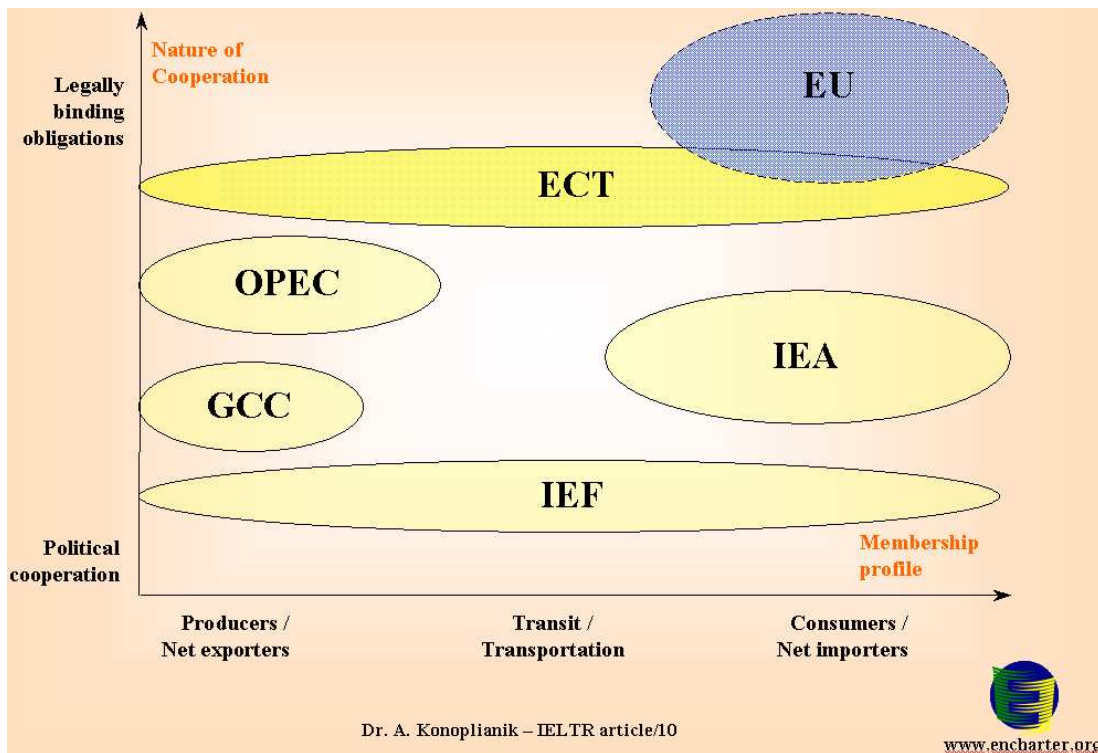 Nature of
Cooperation
Legally
binding
obligations
EU
ECT
OPEC
IEA
GCC
IEF
Political
cooperation
Membership
profile
Producers /
Net exporters
Transit /
Transportation
Consumers /
Net importers
Dr. A. Konoplianik – IELTR article/10
www.encharter.org